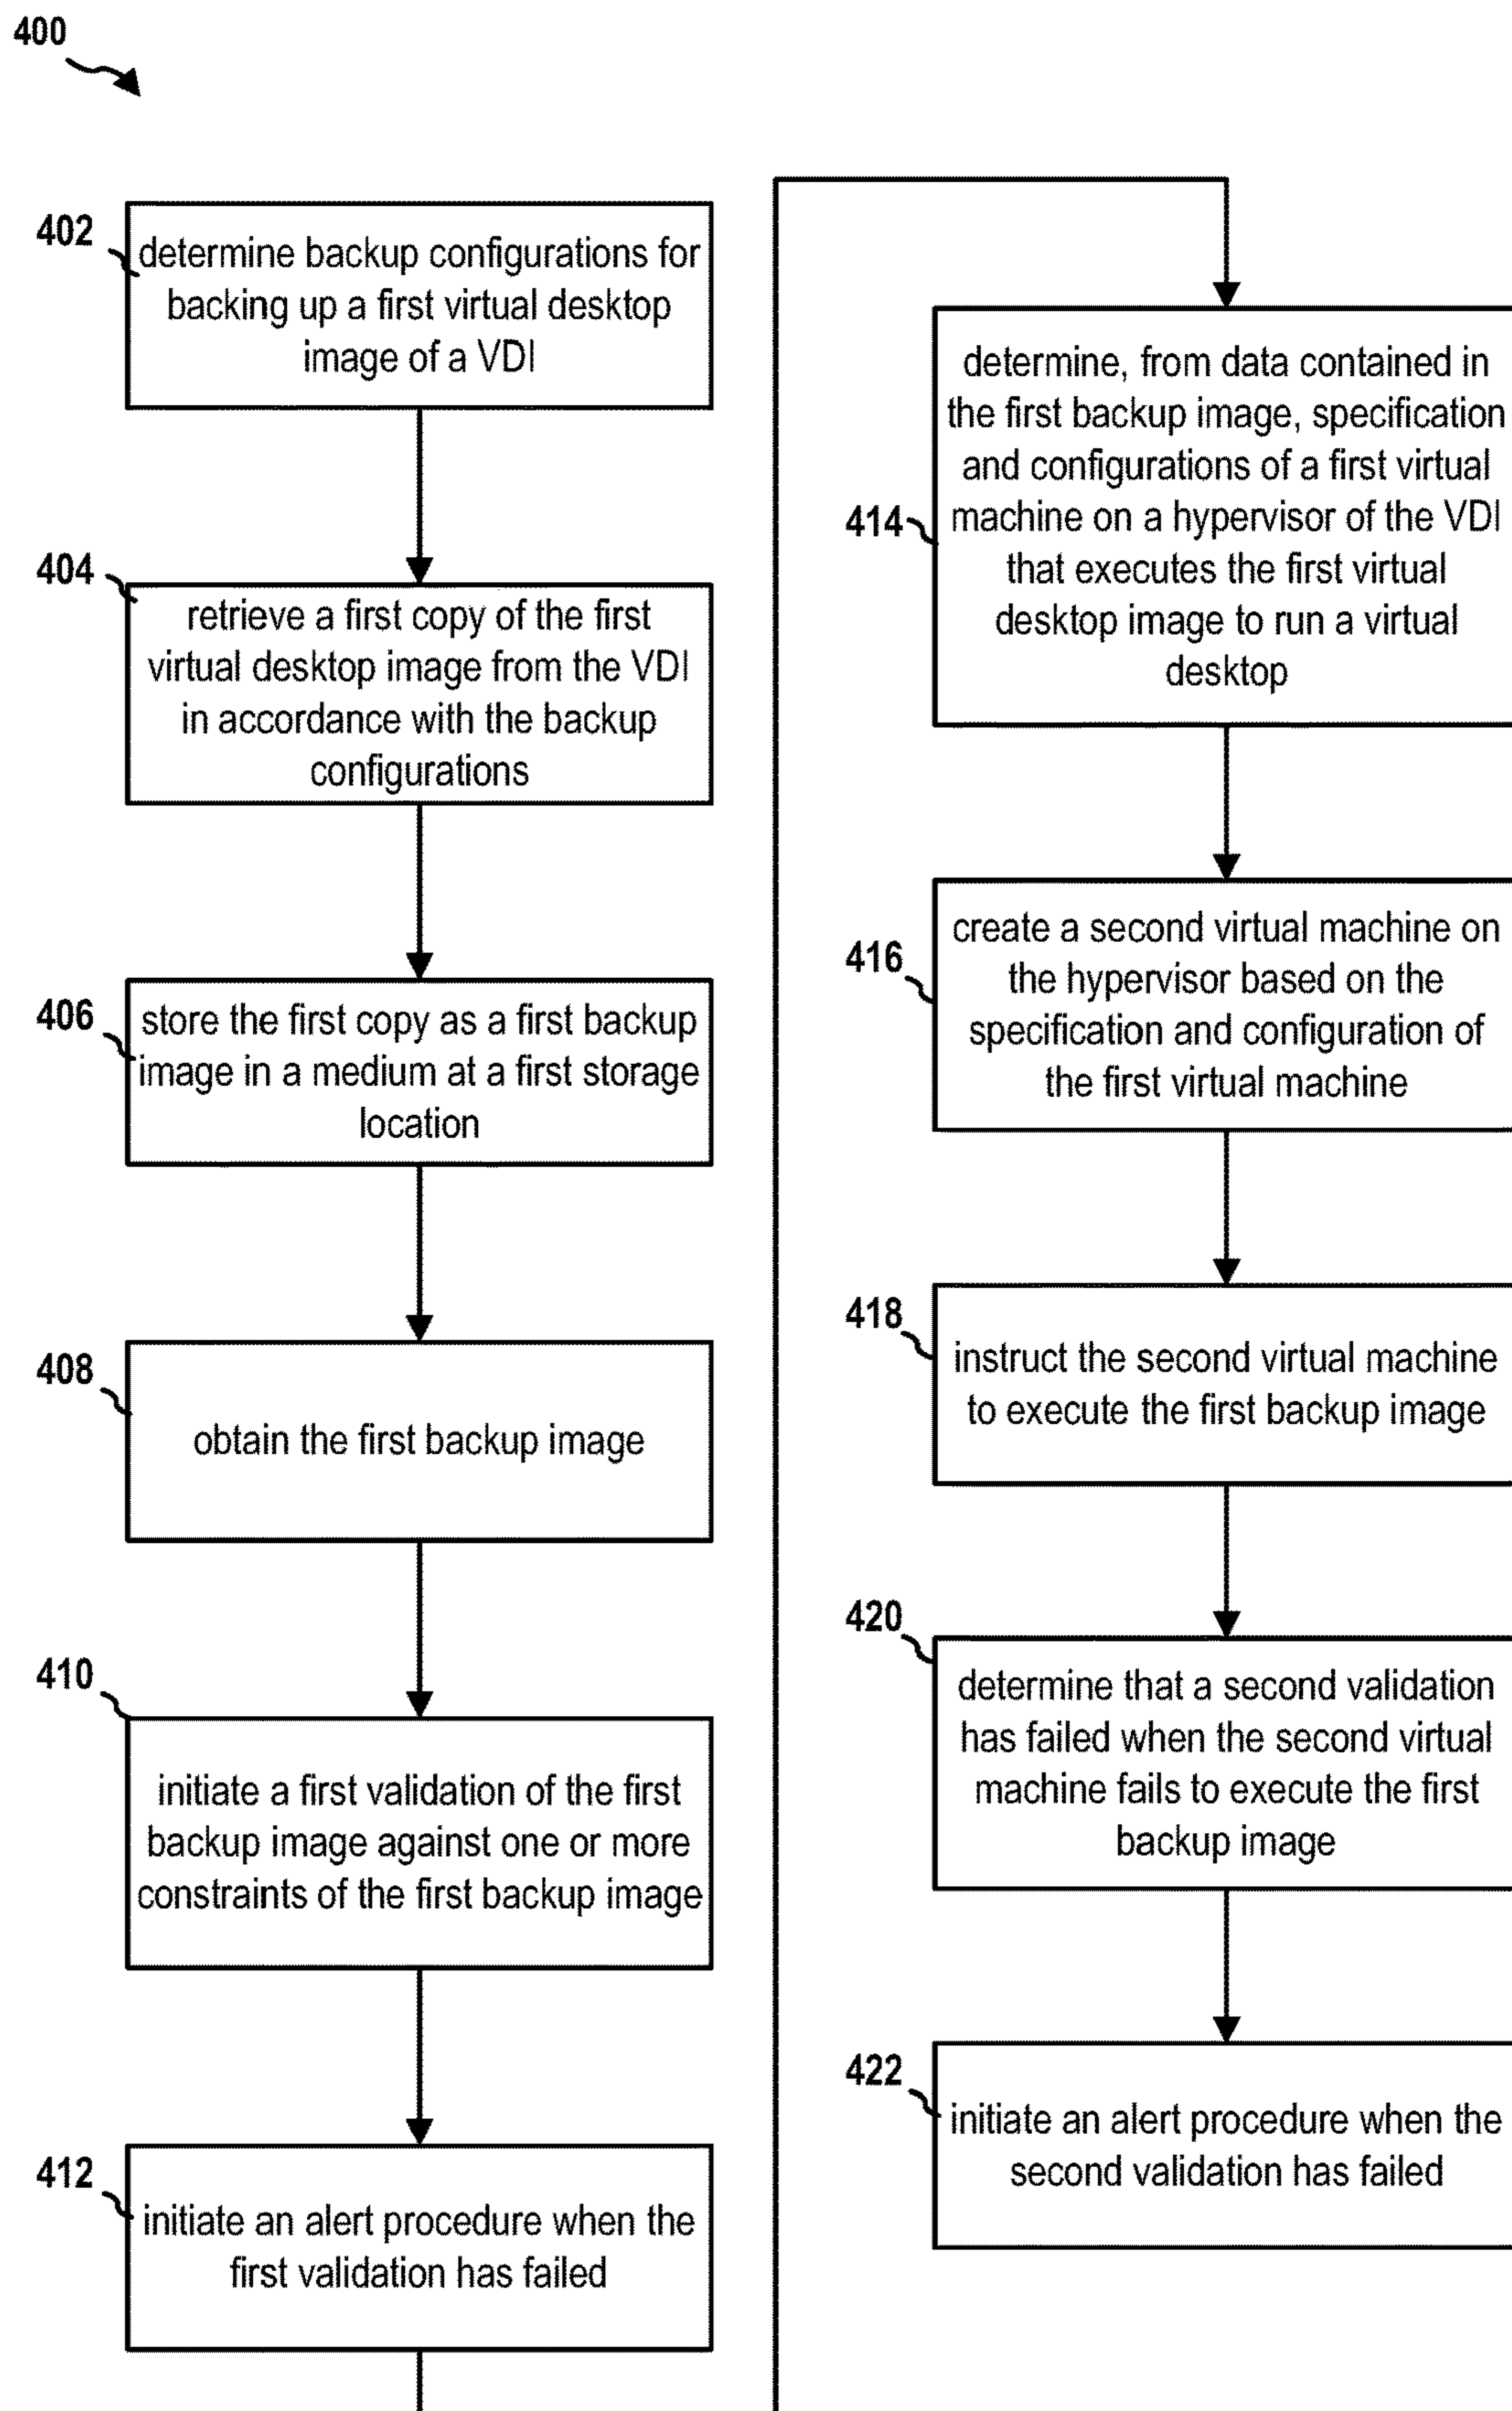 400
402
determine backup configurations for
backing up a first virtual desktop
image of a VDI
404
retrieve a first copy of the first
virtual desktop image from the VDI
in accordance with the backup
configurations
406
store the first copy as a first backup
image in a medium at a first storage
location
408
obtain the first backup image
410
initiate a first validation of the first
backup image against one or more
constraints of the first backup image
412
initiate an alert procedure when the
first validation has failed
414
determine, from data contained in
the first backup image, specification
and configurations of a first virtual
machine on a hypervisor of the VDI
that executes the first virtual
desktop image to run a virtual
desktop
416
create a second virtual machine on
the hypervisor based on the
specification and configuration of
the first virtual machine
418
instruct the second virtual machine
to execute the first backup image
420
determine that a second validation
has failed when the second virtual
machine fails to execute the first
backup image
422
initiate an alert procedure when the
second validation has failed